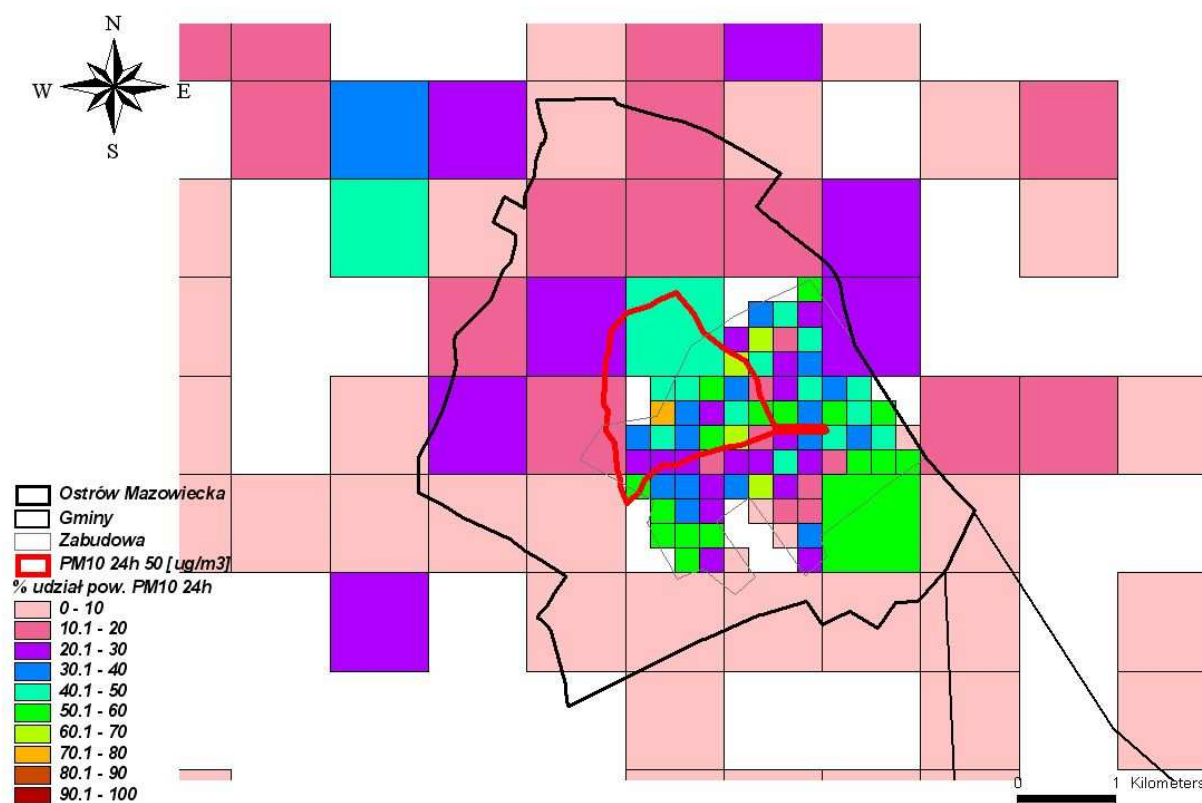 N
W E
S
Ostrów Mazowiecka
Gminy
Zabudowa
PM10 24h 50 [ug/m3]
% udział pow. PM10 24h
0 - 10
10.1 - 20
20.1 - 30
30.1 - 40
40.1 - 50
50.1 - 60
60.1 - 70
70.1 - 80
80.1 - 90
90.1 - 100
0 1 Kilometers